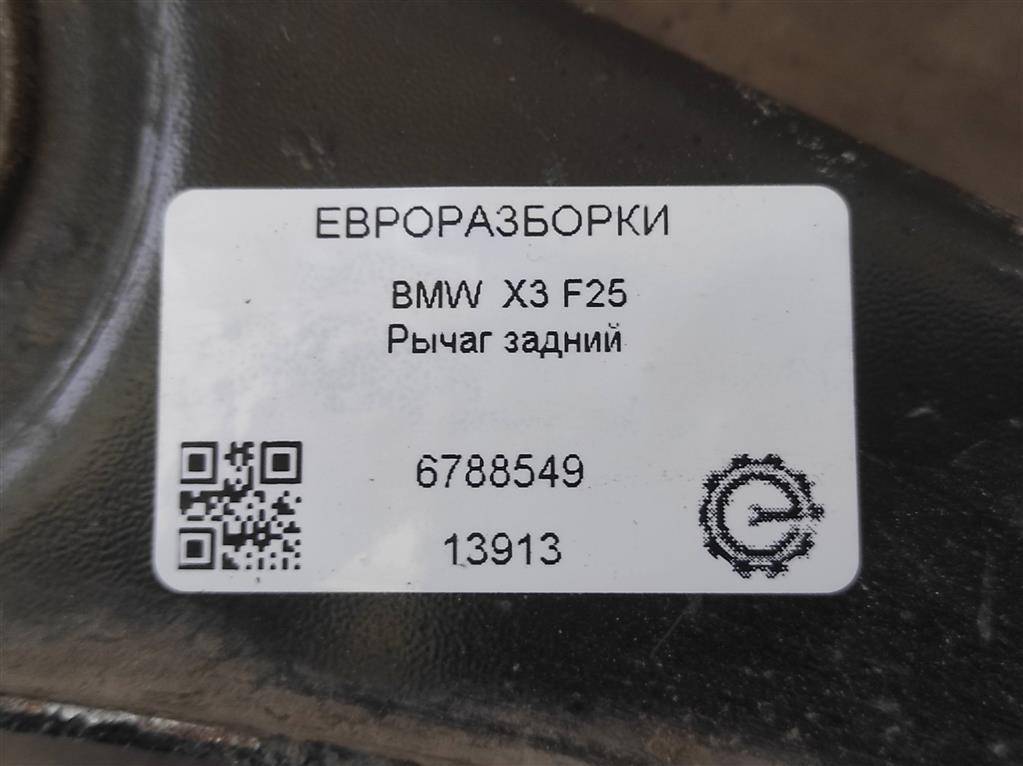 ЕВРОРАЗБОРКИ
BMW X3 F25
Рычаг задний
6788549
13913